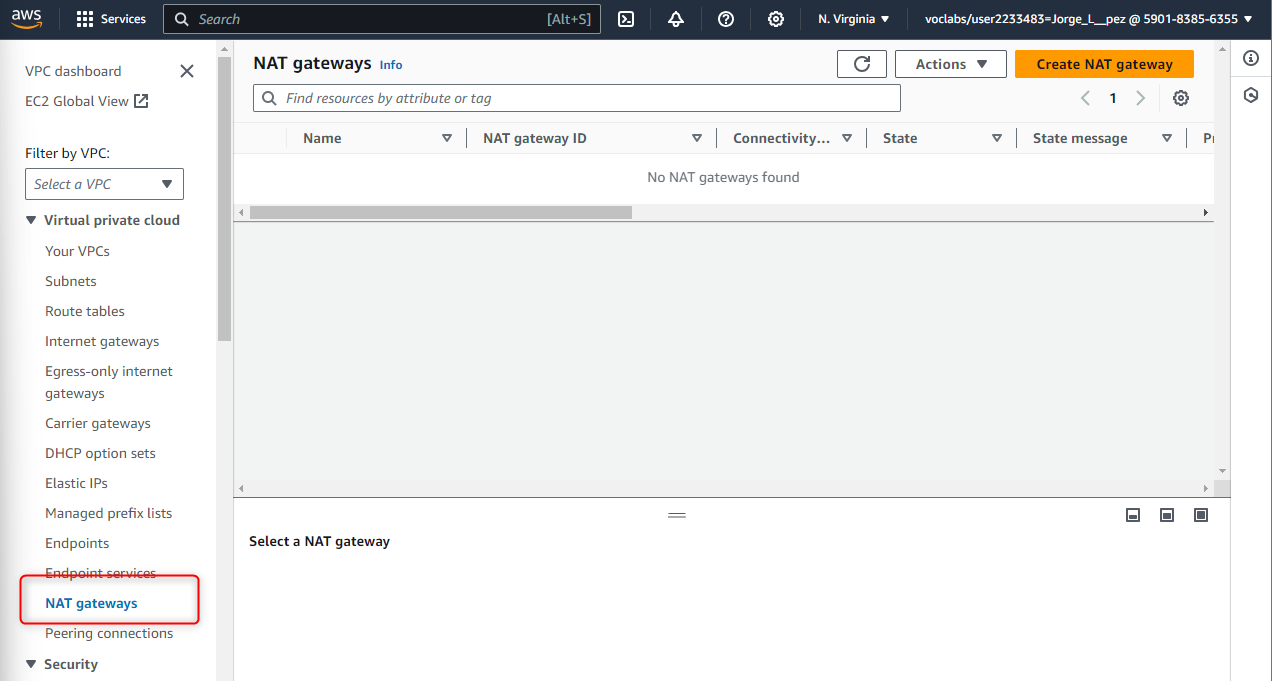 aws
Services
Search [Alt+S]
N. Virginia
voclabs/user2233483=Jorge_L__pez @ 5901-8385-6355
VPC dashboard
EC2 Global View
Filter by VPC:
Select a VPC
Virtual private cloud
Your VPCs
Subnets
Route tables
Internet gateways
Egress-only internet
gateways
Carrier gateways
DHCP option sets
Elastic IPs
Managed prefix lists
Endpoints
Endpoint services
NAT gateways
Peering connections
Security
NAT gateways Info
Actions
Create NAT gateway
Find resources by attribute or tag
1
Name NAT gateway ID Connectivity... State State message
No NAT gateways found
Select a NAT gateway